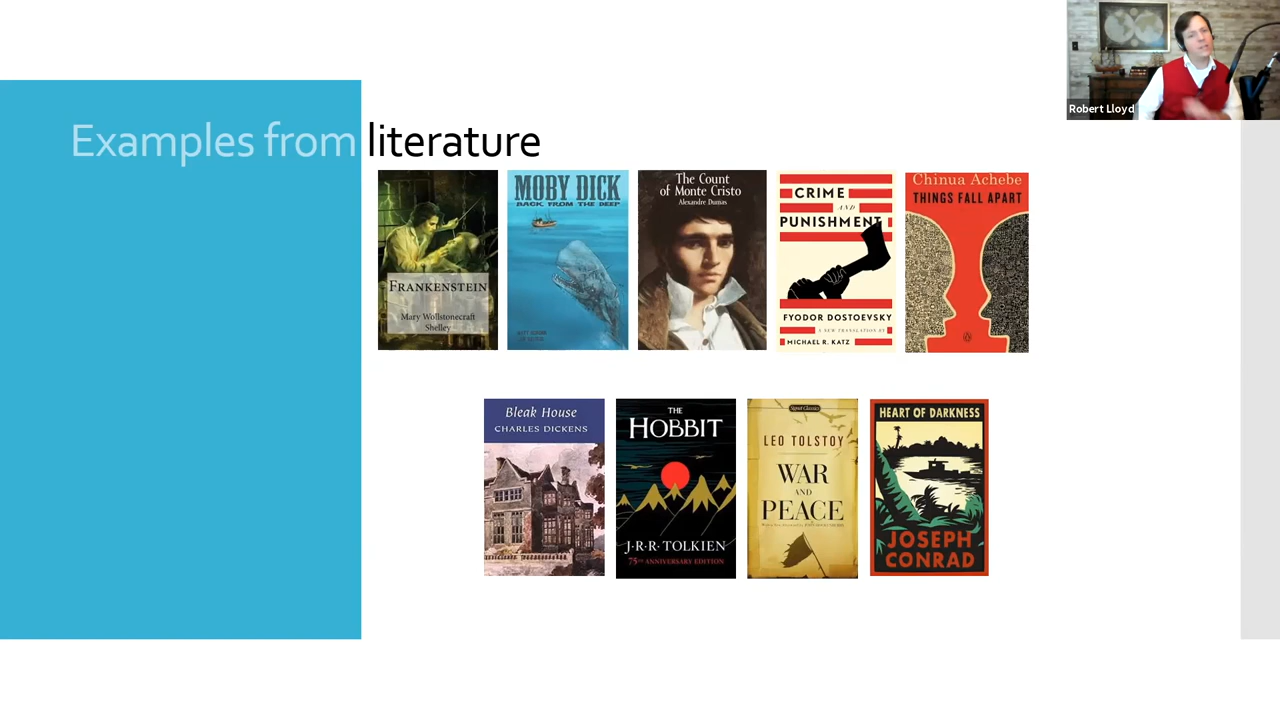 Robert Lloyd
Examples from literature
FRANKENSTEIN
Mary Wollstonecraft
Shelley
MOBY DICK
BACK FROM THE DEEP
The Count
of Monte Cristo
Alexandre Dumas
CRIME
AND
PUNISHMENT
FYODOR DOSTOEVSKY
A NEW TRANSLATION BY
MICHAEL R. KATZ
Chinua Achebe
THINGS FALL APART
Bleak House
CHARLES DICKENS
THE
HOBBIT
J·R·R·TOLKIEN
75TH ANNIVERSARY EDITION
Signet Classics
LEO TOLSTOY
WAR
AND
PEACE
HEART OF DARKNESS
JOSEPH
CONRAD